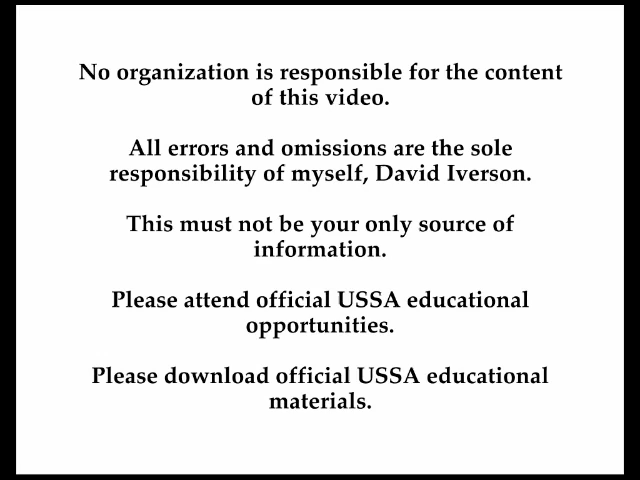 No organization is responsible for the content
of this video.
All errors and omissions are the sole
responsibility of myself, David Iverson.
This must not be your only source of
information.
Please attend official USSA educational
opportunities.
Please download official USSA educational
materials.